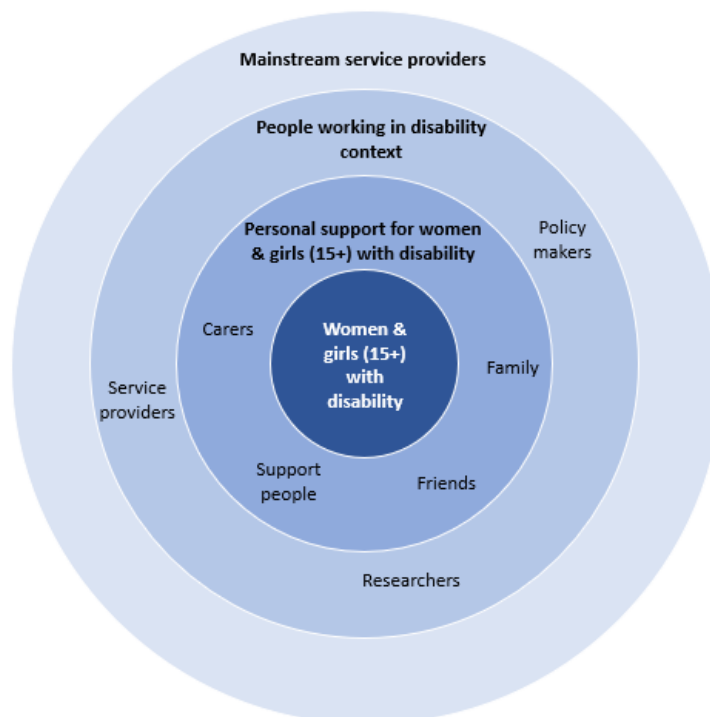 Mainstream service providers
People working in disability
context
Policy
makers
Personal support for women
& girls (15+) with disability
Carers
Women &
girls (15+)
with
disability
Family
Service
providers
Support
people
Friends
Researchers